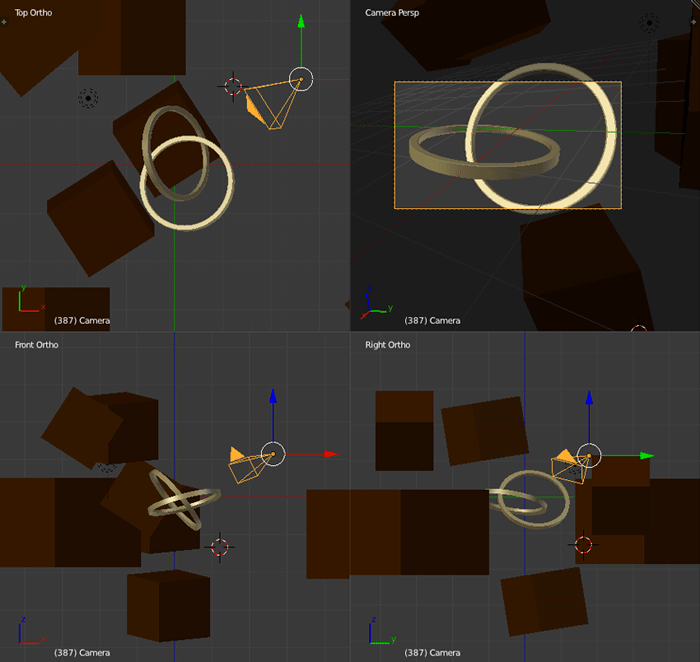 Top Ortho
y
x
(387) Camera
Camera Persp
z
y
(387) Camera
Front Ortho
z
x
(387) Camera
Right Ortho
z
y
(387) Camera